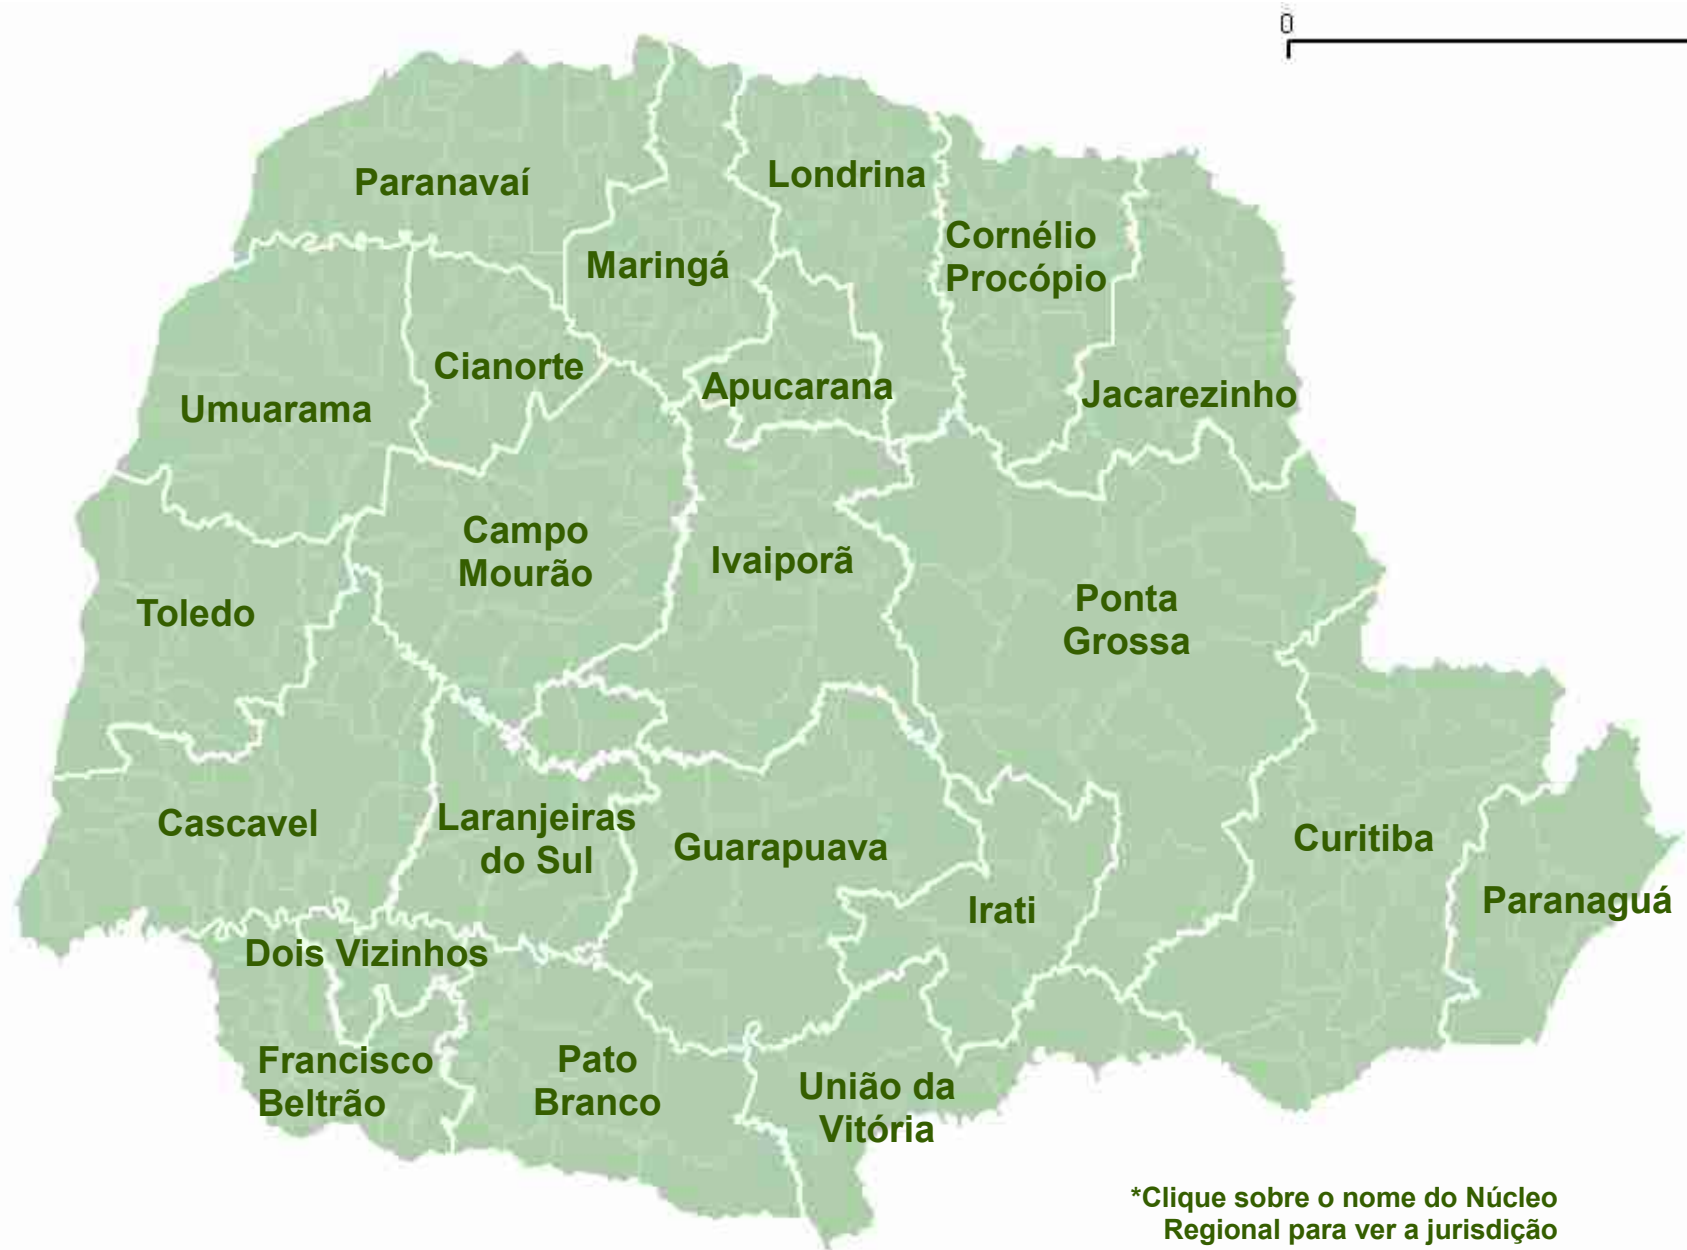 0
Paranavaí
Londrina
Maringá
Cornélio
Procópio
Cianorte
Apucarana
Jacarezinho
Umuarama
Campo
Mourão
Ivaiporã
Toledo
Ponta
Grossa
Cascavel
Laranjeiras
do Sul
Guarapuava
Curitiba
Irati
Paranaguá
Dois Vizinhos
Francisco
Beltrão
Pato
Branco
União da
Vitória
*Clique sobre o nome do Núcleo
Regional para ver a jurisdição